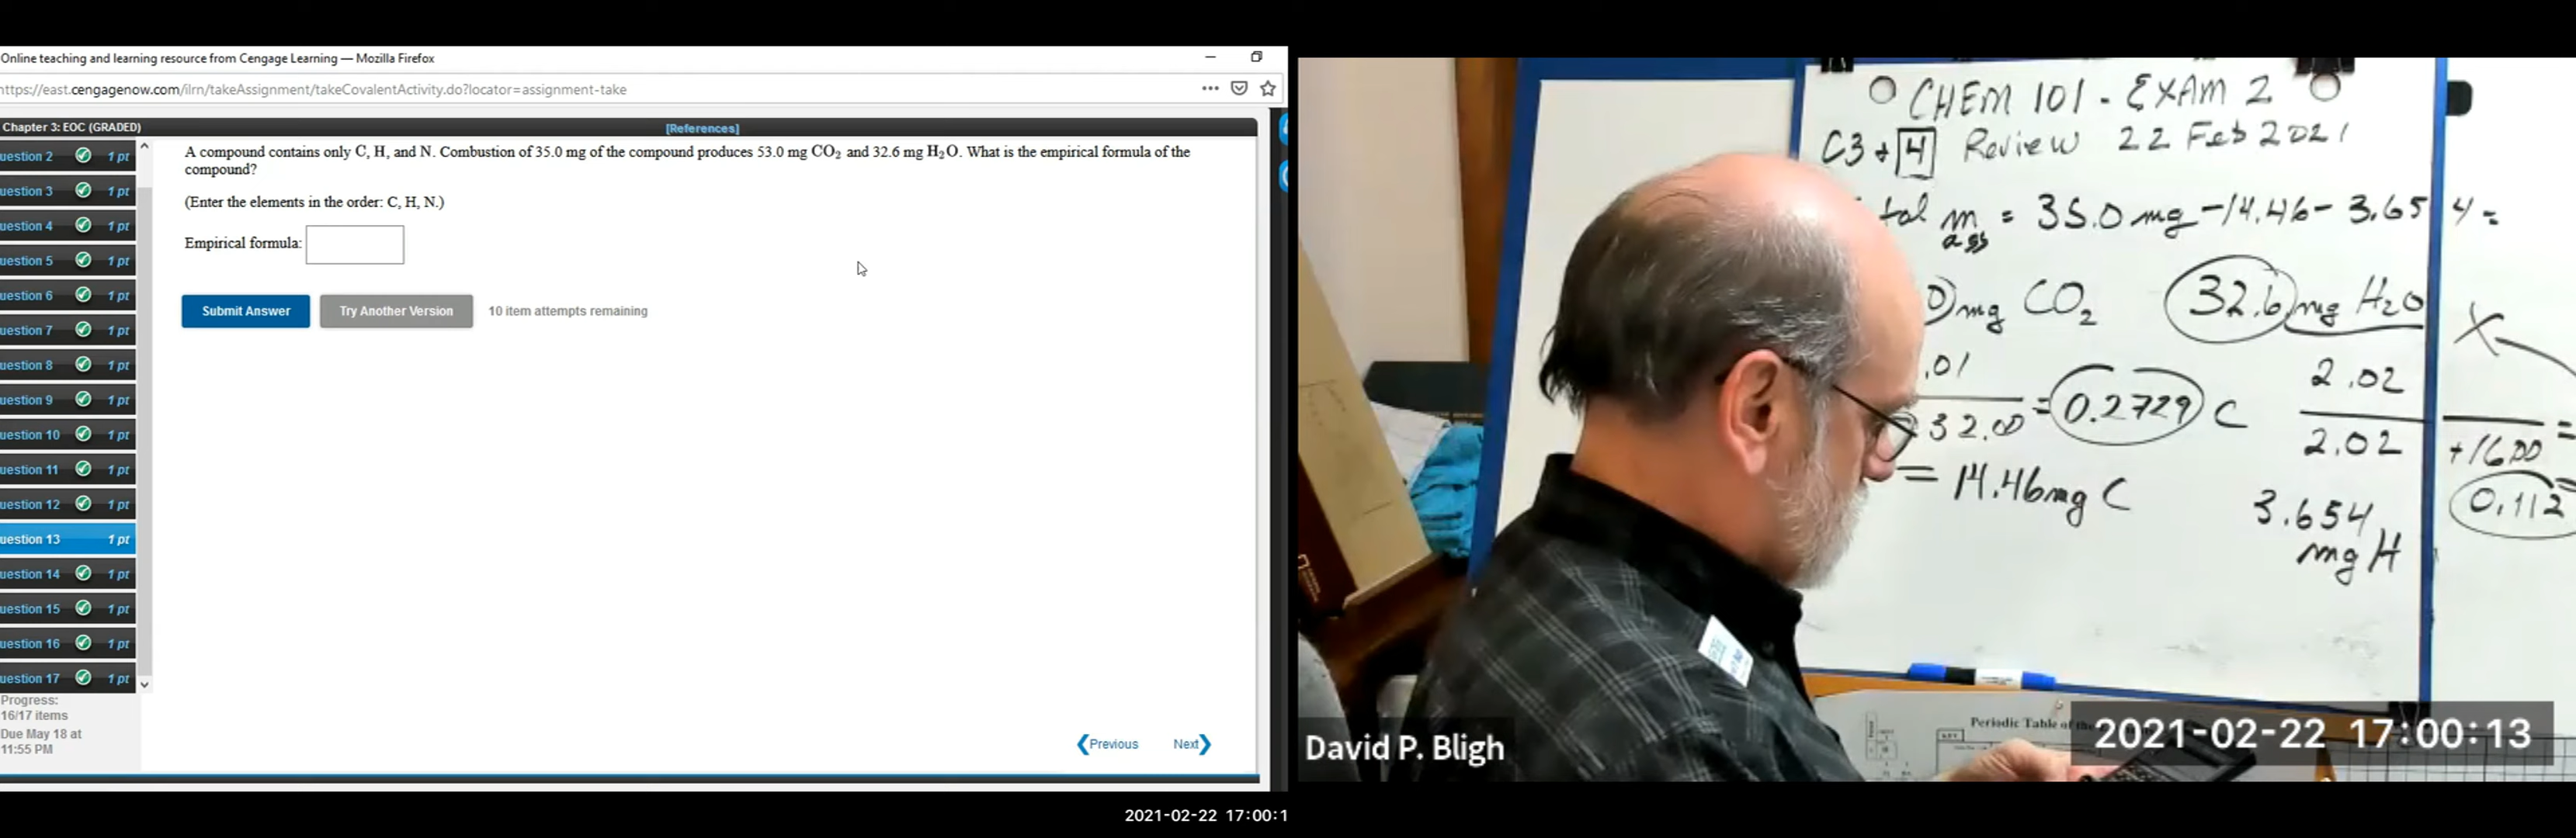 Online teaching and learning resource from Cengage Learning — Mozilla Firefox
https://east.cengagenow.com/ilrn/takeAssignment/takeCovalentActivity.do?locator=assignment-take
Chapter 3: EOC (GRADED)
[References]
uestion 2 1 pt
uestion 3 1 pt
uestion 4 1 pt
uestion 5 1 pt
uestion 6 1 pt
uestion 7 1 pt
uestion 8 1 pt
uestion 9 1 pt
uestion 10 1 pt
uestion 11 1 pt
uestion 12 1 pt
uestion 13 1 pt
uestion 14 1 pt
uestion 15 1 pt
uestion 16 1 pt
uestion 17 1 pt
Progress:
16/17 items
Due May 18 at
11:55 PM
A compound contains only C, H, and N. Combustion of 35.0 mg of the compound produces 53.0 mg CO₂ and 32.6 mg H₂O. What is the empirical formula of the
compound?
(Enter the elements in the order: C, H, N.)
Empirical formula:
Submit Answer Try Another Version 10 item attempts remaining
Previous Next
2021-02-22 17:00:1
CHEM 101 - EXAM 2
C3 + 4 Review 22 Feb 2021
tal mass = 35.0 mg - 14.46 - 3.654 =
mg CO₂ 32.6 mg H₂O X
.01
32.00 = 0.2729 C
= 14.46mg C
2.02
2.02 + 16.00 =
0.112
3.654
mg H
Periodic Table of the
David P. Bligh
2021-02-22 17:00:13